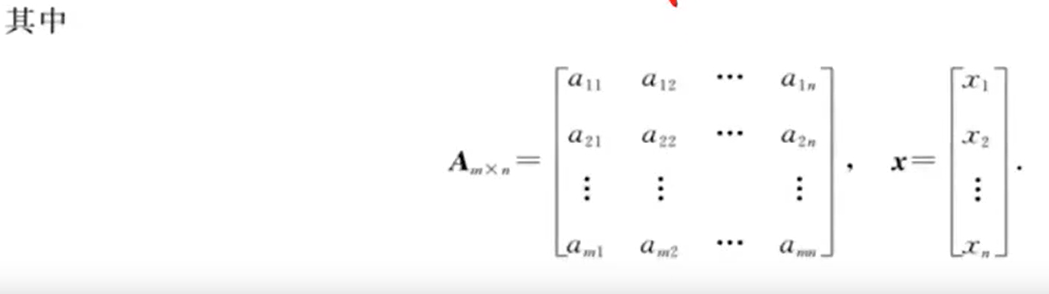 其中
$$\boldsymbol{A}_{m \times n} = \begin{bmatrix} a_{11} & a_{12} & \cdots & a_{1n} \\ a_{21} & a_{22} & \cdots & a_{2n} \\ \vdots & \vdots & & \vdots \\ a_{m1} & a_{m2} & \cdots & a_{mn} \end{bmatrix}, \quad \boldsymbol{x} = \begin{bmatrix} x_1 \\ x_2 \\ \vdots \\ x_n \end{bmatrix}.$$